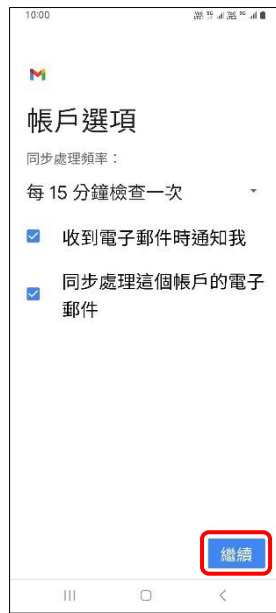 10:00
帳戶選項
同步處理頻率：
每 15 分鐘檢查一次
收到電子郵件時通知我
同步處理這個帳戶的電子
郵件
繼續